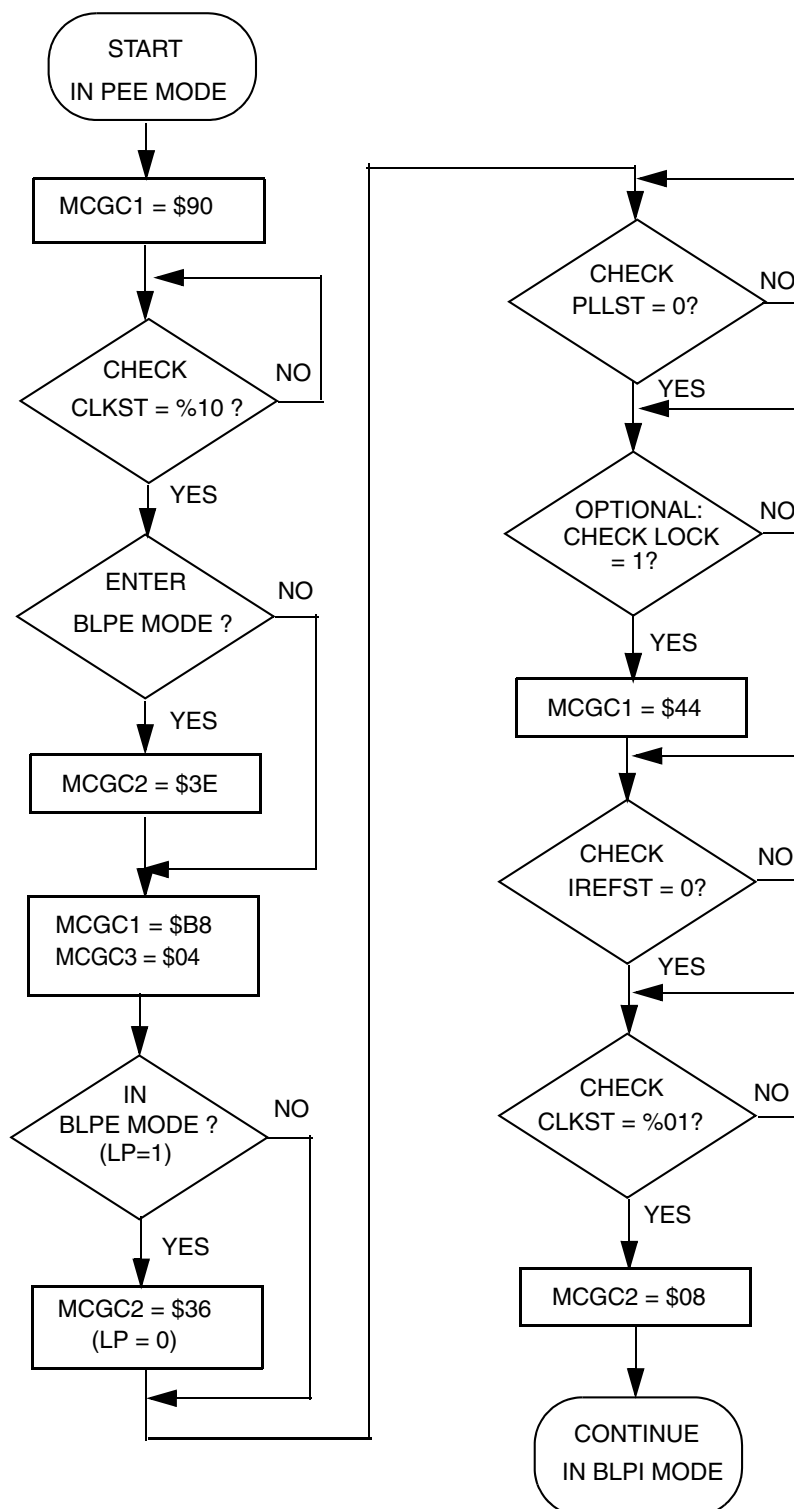 START
IN PEE MODE
MCGC1 = $90
CHECK
CLKST = %10 ?
NO
YES
ENTER
BLPE MODE ?
NO
YES
MCGC2 = $3E
MCGC1 = $B8
MCGC3 = $04
IN
BLPE MODE ?
(LP=1)
NO
YES
MCGC2 = $36
(LP = 0)
CHECK
PLLST = 0?
NO
YES
OPTIONAL:
CHECK LOCK
= 1?
NO
YES
MCGC1 = $44
CHECK
IREFST = 0?
NO
YES
CHECK
CLKST = %01?
NO
YES
MCGC2 = $08
CONTINUE
IN BLPI MODE